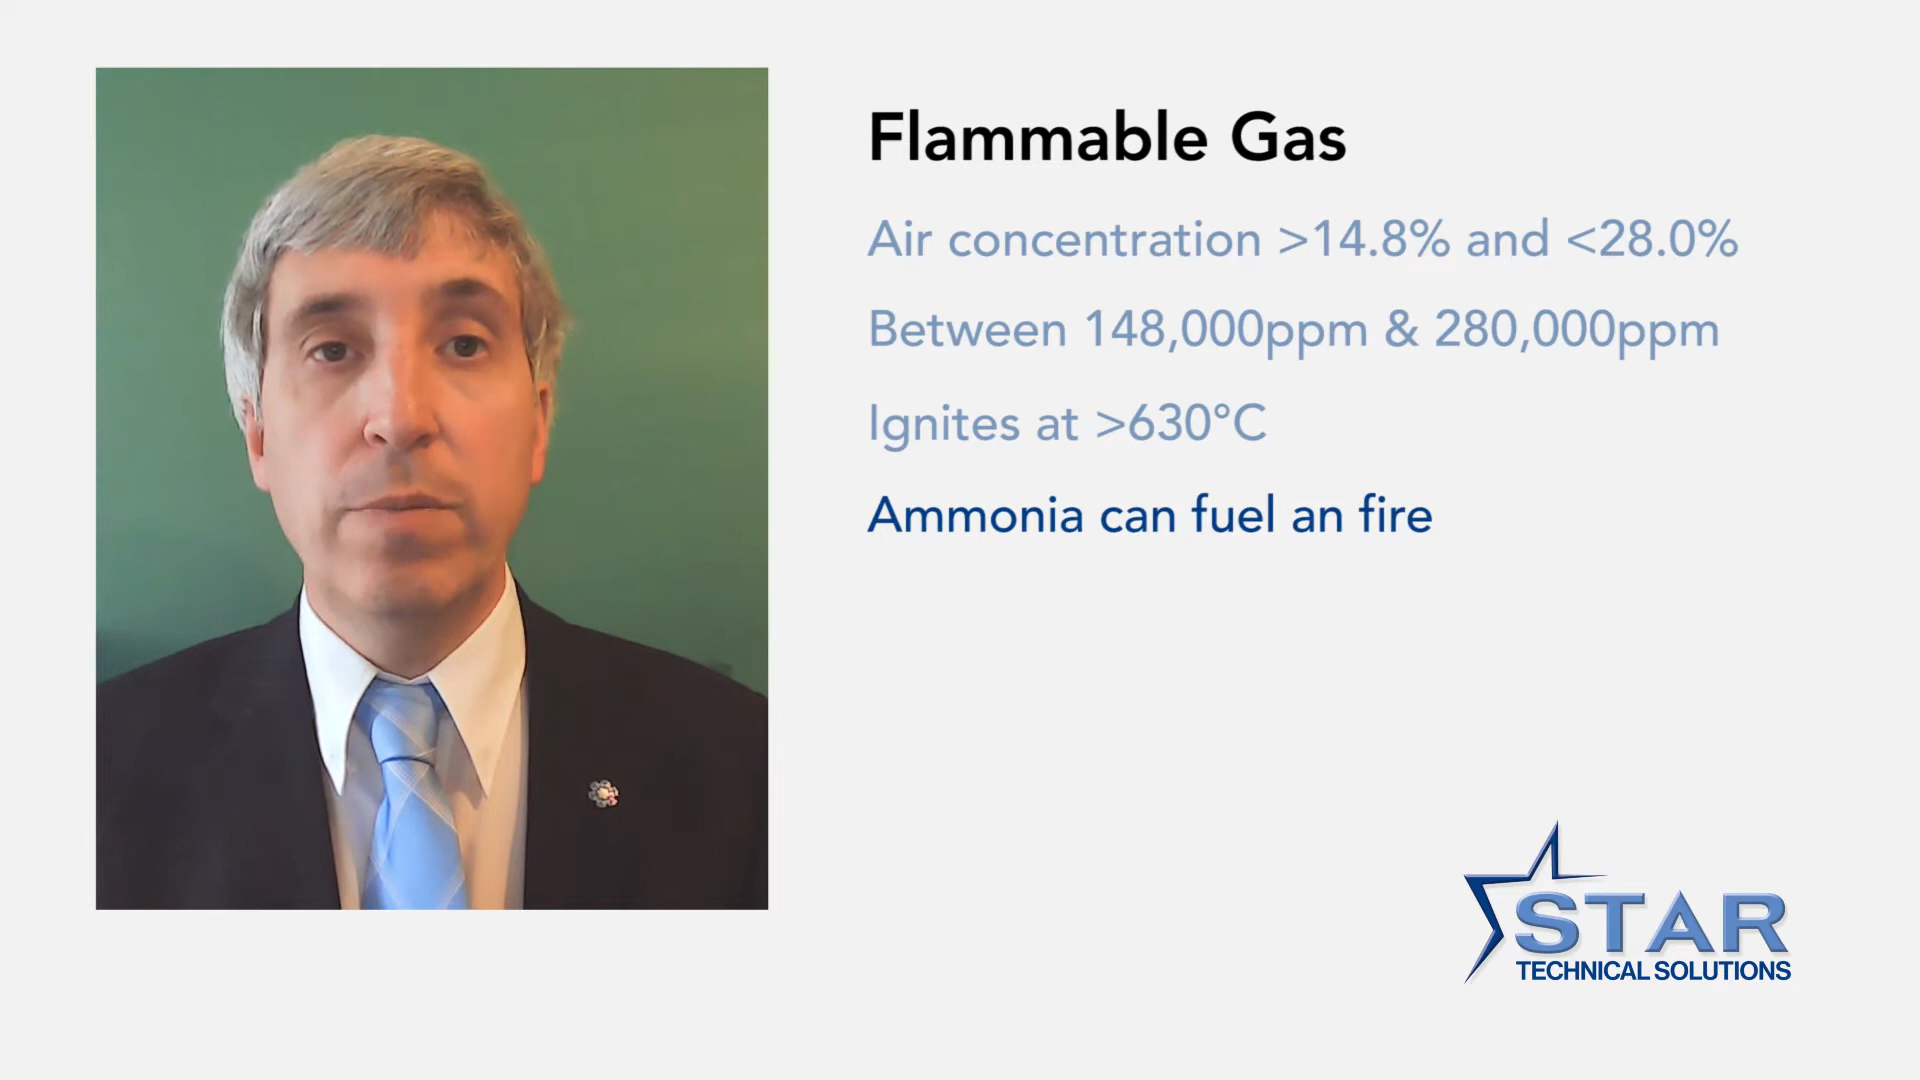 Flammable Gas
Air concentration >14.8% and <28.0%
Between 148,000ppm & 280,000ppm
Ignites at >630°C
Ammonia can fuel an fire
STAR
TECHNICAL SOLUTIONS